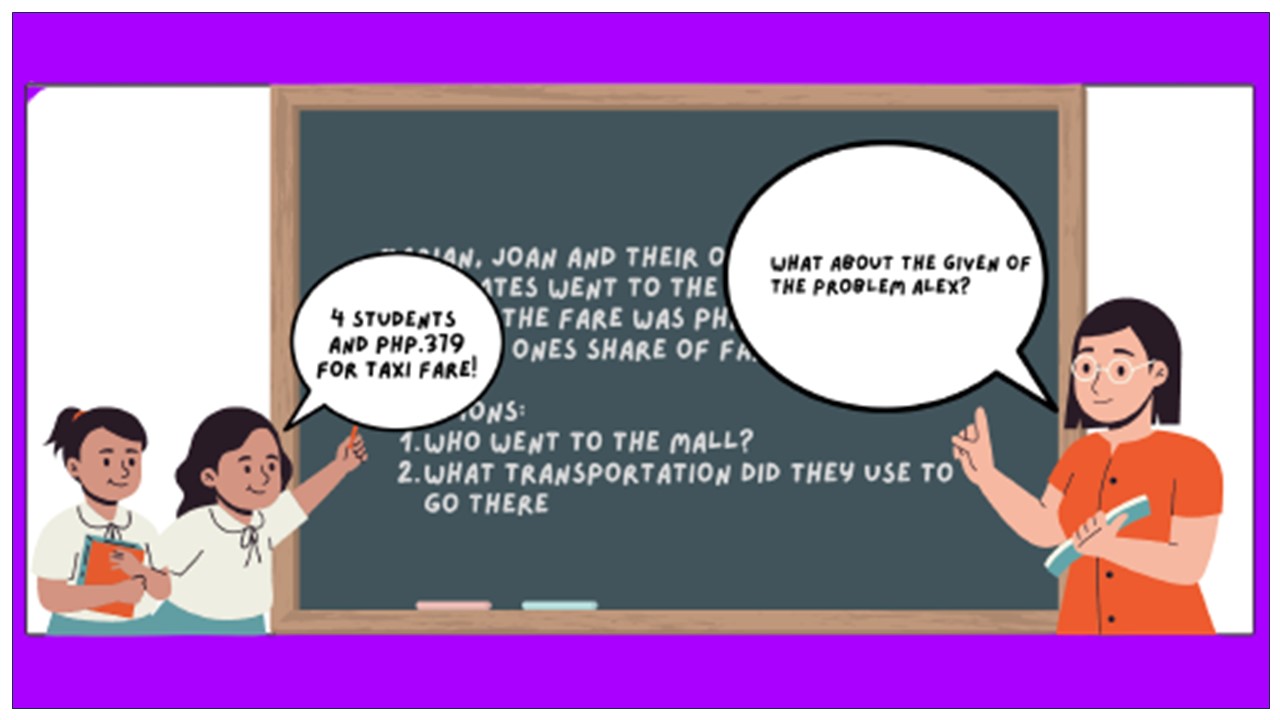 JOAN AND THEIR
WENT TO THE
THE FARE WAS
ONES SHARE OF
1.WHO WENT TO THE MALL?
2.WHAT TRANSPORTATION DID THEY USE TO
GO THERE
4 STUDENTS
AND PHP.379
FOR TAXI FARE!
WHAT ABOUT THE GIVEN OF
THE PROBLEM ALEX?